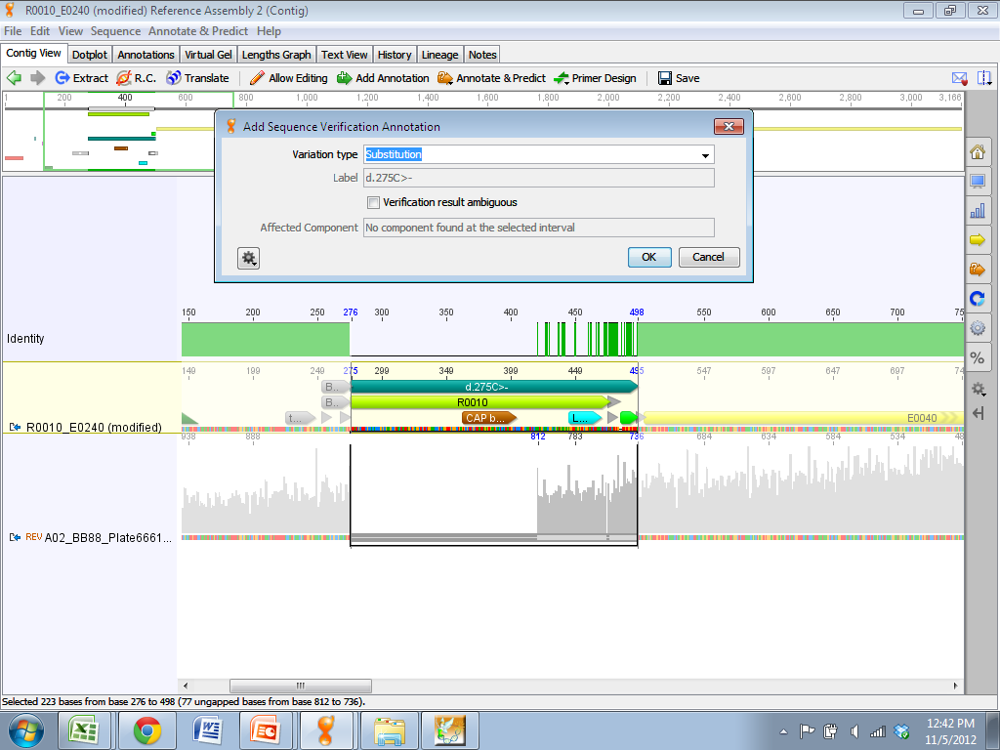 R0010_E0240 (modified) Reference Assembly 2 (Contig)
File Edit View Sequence Annotate & Predict Help
Contig View Dotplot Annotations Virtual Gel Lengths Graph Text View History Lineage Notes
Extract R.C. Translate Allow Editing Add Annotation Annotate & Predict Primer Design Save
1 200 400 600 800 1,000 1,200 1,400 1,600 1,800 2,000 2,200 2,400 2,600 2,800 3,000 3,166
Add Sequence Verification Annotation
Variation type Substitution
Label d.275C>-
Verification result ambiguous
Affected Component No component found at the selected interval
OK Cancel
150 200 250 276 300 350 400 450 498 550 600 650 700 75
Identity
149 199 249 275 299 349 399 449 495 547 597 647 697 74
B.. d.275C>-
B.. R0010
t... CAP b... L... E0040
R0010_E0240 (modified)
938 888 812 783 736 684 634 584 534 48
REV A02_BB88_Plate6661...
Selected 223 bases from base 276 to 498 (77 ungapped bases from base 812 to 736).
12:42 PM
11/5/2012